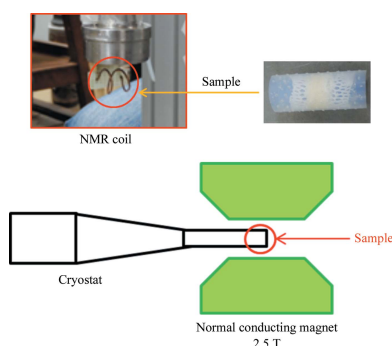 Sample
NMR coil
Sample
Cryostat
Normal conducting magnet
2.5 T